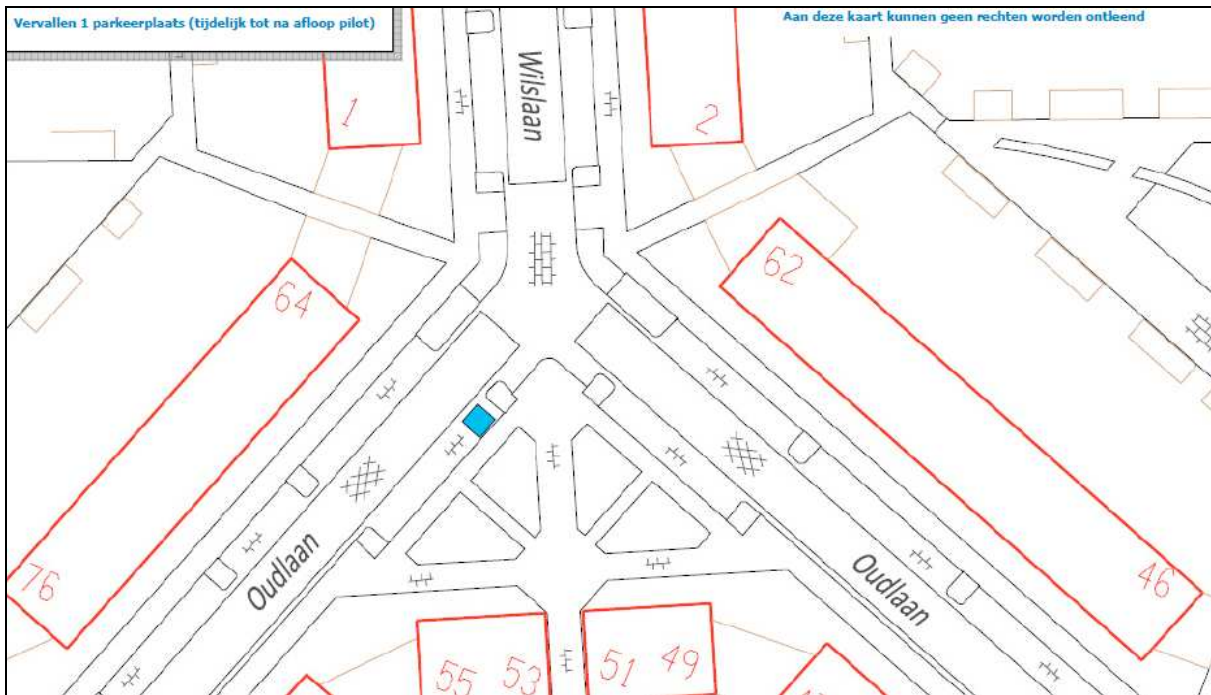 Vervallen 1 parkeerplaats (tijdelijk tot na afloop pilot)
Aan deze kaart kunnen geen rechten worden ontleend
Wilslaan
1
2
64
62
76
Oudlaan
Oudlaan
46
55
53
51
49